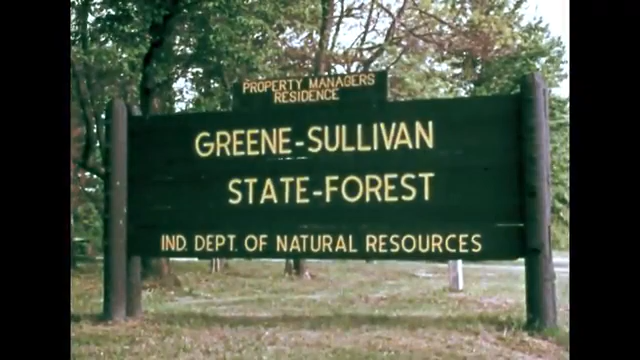 PROPERTY MANAGERS
RESIDENCE
GREENE-SULLIVAN
STATE-FOREST
IND. DEPT. OF NATURAL RESOURCES